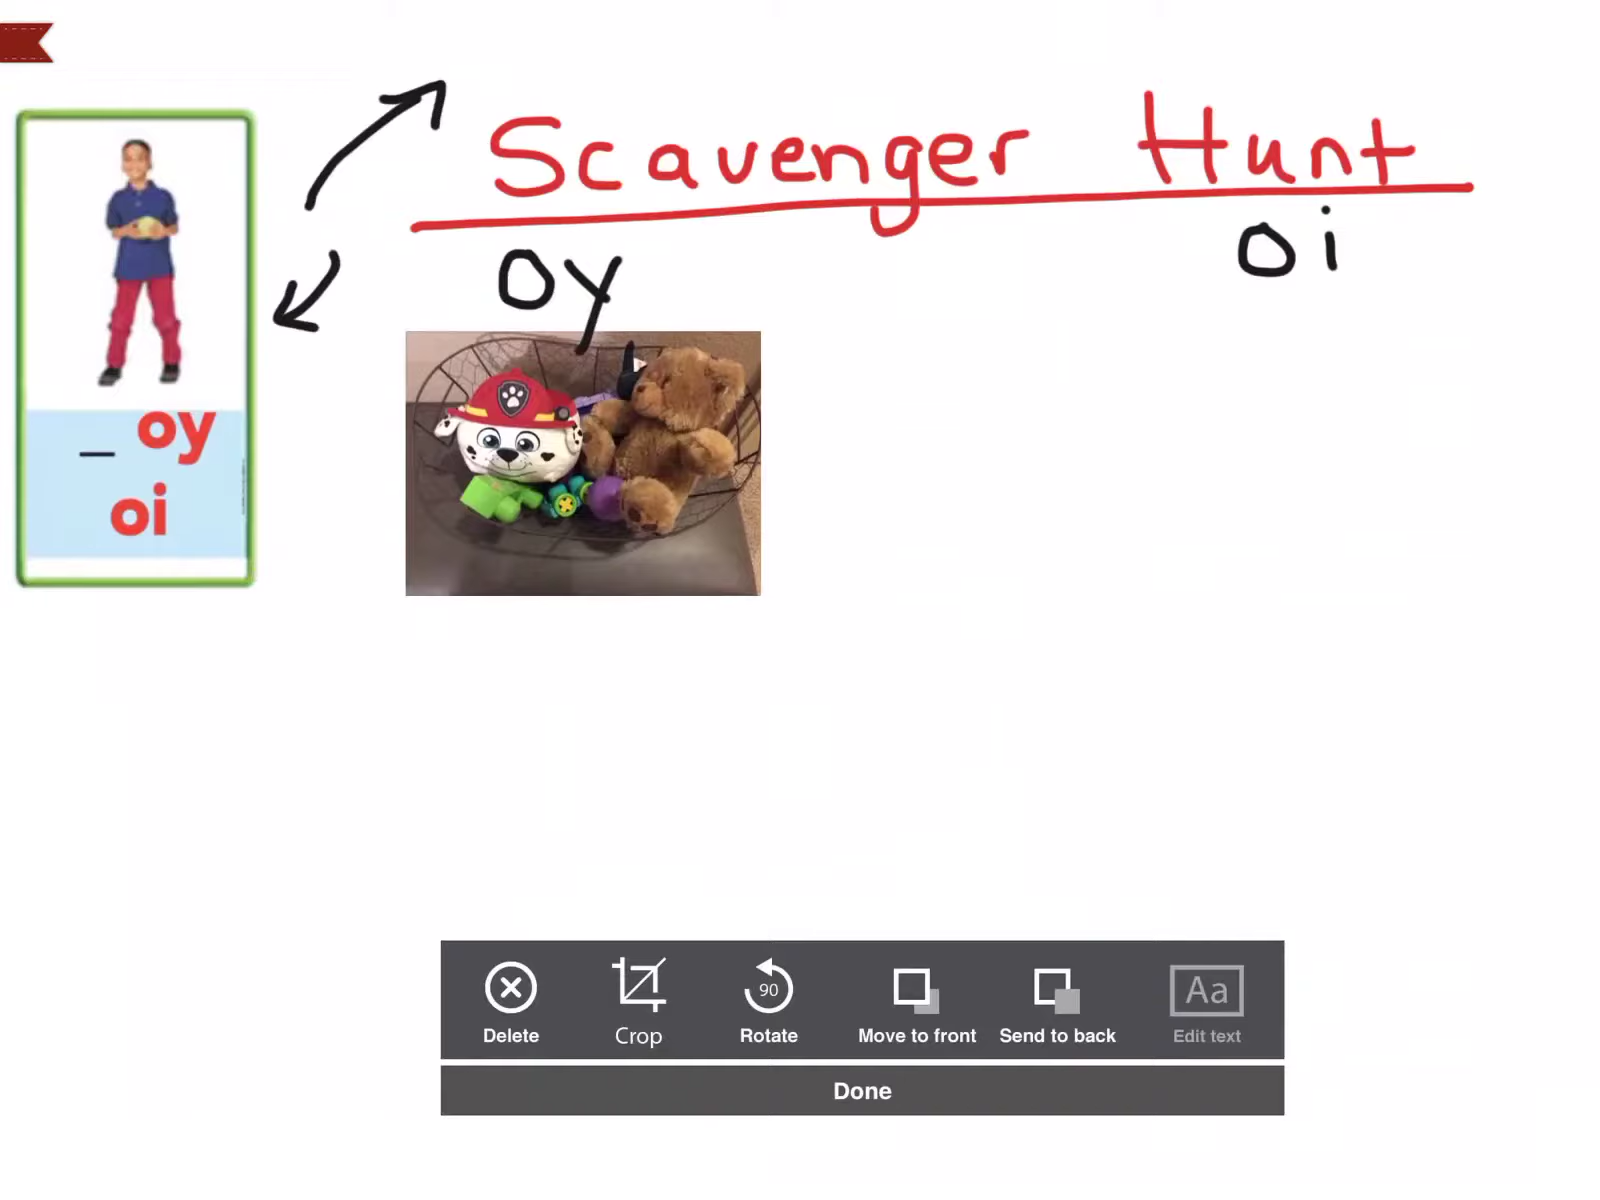 Scavenger Hunt
oy
oi
_ oy
oi
90
Aa
Delete
Crop
Rotate
Move to front
Send to back
Edit text
Done